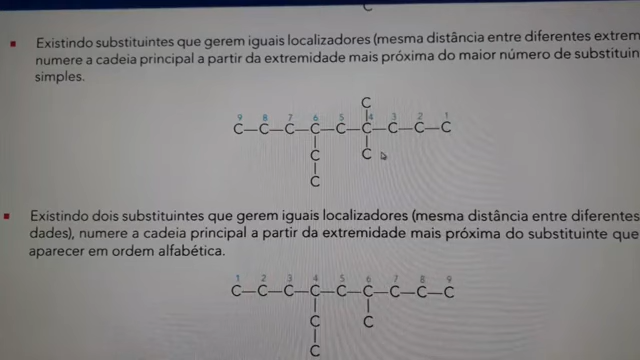 C
Existindo substituintes que gerem iguais localizadores (mesma distância entre diferentes extrem
numere a cadeia principal a partir da extremidade mais próxima do maior número de substituin
simples.
C
9 8 7 6 5 4 3 2 1
C—C—C—C—C—C—C—C—C
C C
C
Existindo dois substituintes que gerem iguais localizadores (mesma distância entre diferentes
dades), numere a cadeia principal a partir da extremidade mais próxima do substituinte que
aparecer em ordem alfabética.
1 2 3 4 5 6 7 8 9
C—C—C—C—C—C—C—C—C
C C
C